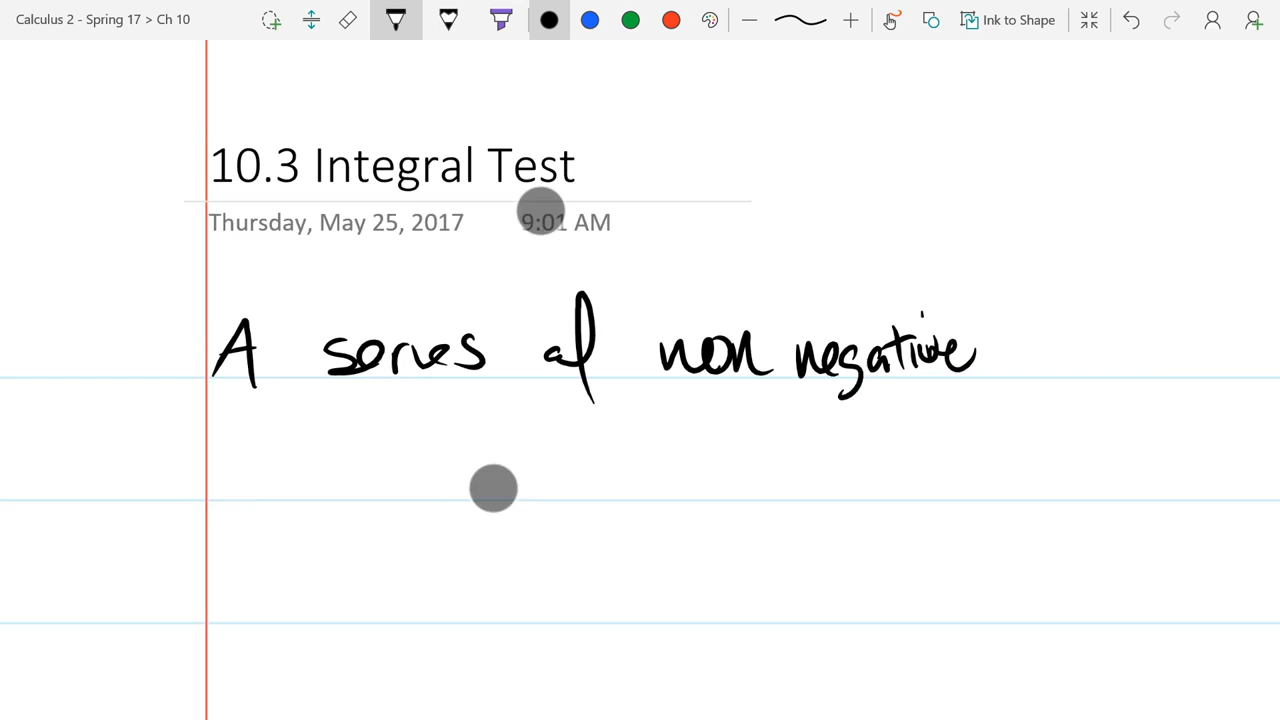 Calculus 2 - Spring 17 > Ch 10
Ink to Shape
10.3 Integral Test
Thursday, May 25, 2017 9:01 AM
A series of non negative